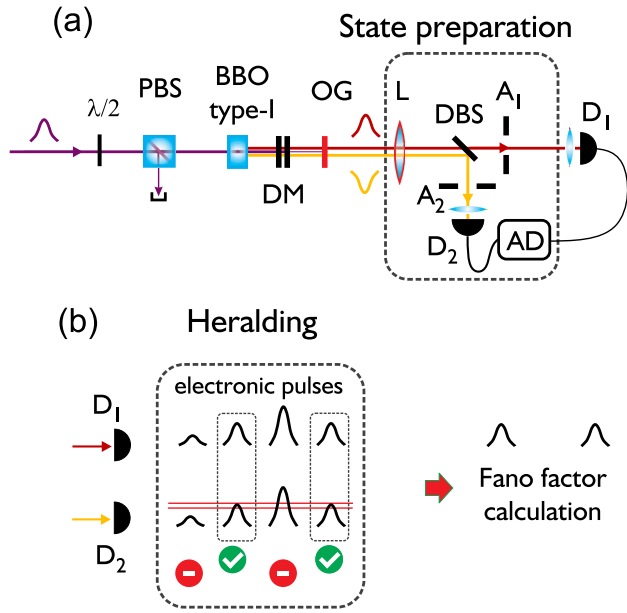 (a)
State preparation
λ/2
PBS
BBO
type-I
OG
L
DBS
A1
D1
DM
A2
D2
AD
(b)
Heralding
electronic pulses
D1
D2
Fano factor
calculation